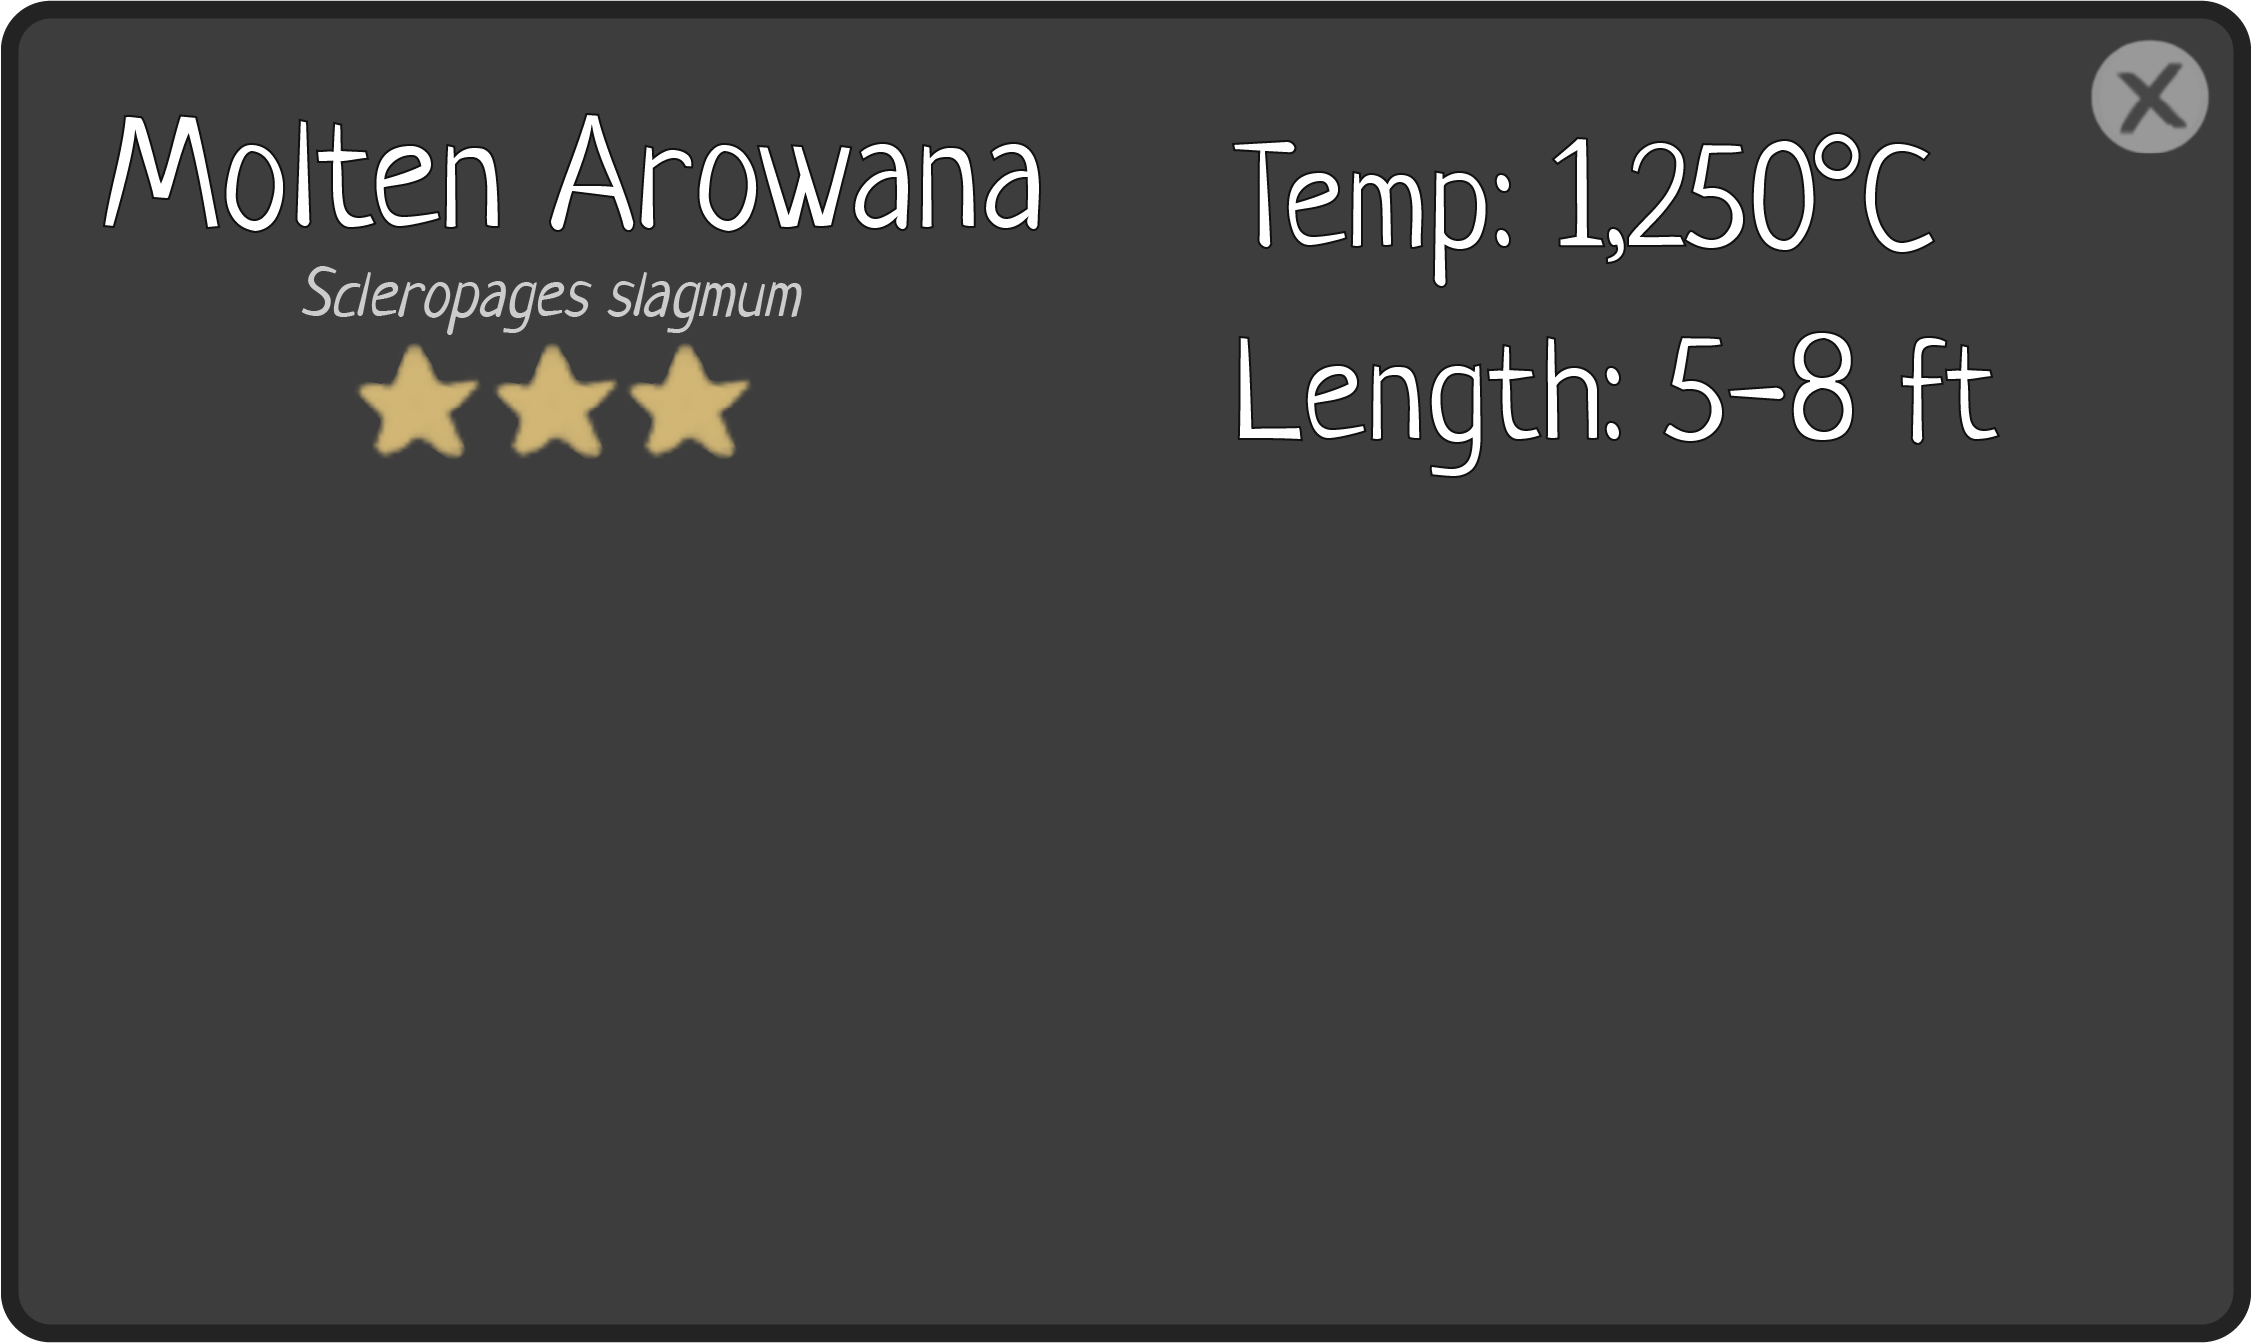 Molten Arowana
Scleropages slagmum
Temp: 1,250°C
Length: 5-8 ft
X